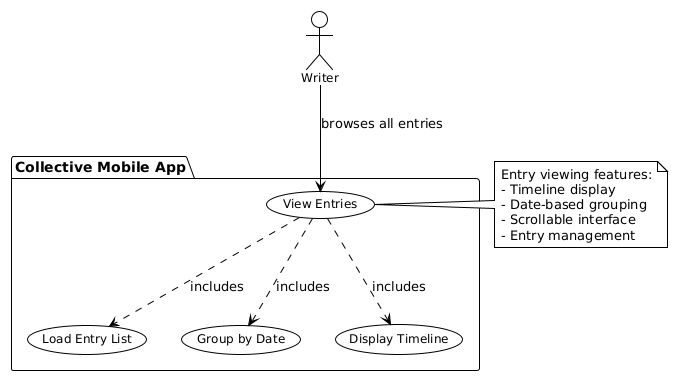 Writer
browses all entries
Collective Mobile App
Entry viewing features:
- Timeline display
- Date-based grouping
- Scrollable interface
- Entry management
View Entries
includes
includes
includes
Load Entry List
Group by Date
Display Timeline